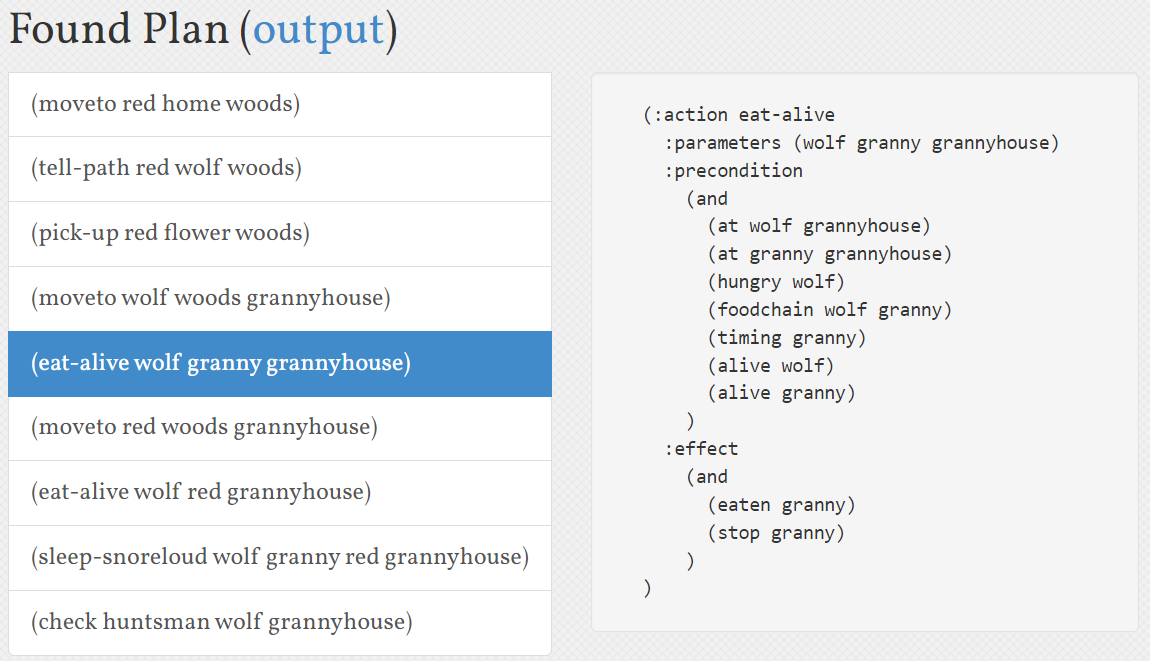 Found Plan (output)
(moveto red home woods)
(tell-path red wolf woods)
(pick-up red flower woods)
(moveto wolf woods grannyhouse)
(eat-alive wolf granny grannyhouse)
(moveto red woods grannyhouse)
(eat-alive wolf red grannyhouse)
(sleep-snoreloud wolf granny red grannyhouse)
(check huntsman wolf grannyhouse)
(:action eat-alive
:parameters (wolf granny grannyhouse)
:precondition
(and
(at wolf grannyhouse)
(at granny grannyhouse)
(hungry wolf)
(foodchain wolf granny)
(timing granny)
(alive wolf)
(alive granny)
)
:effect
(and
(eaten granny)
(stop granny)
)
)